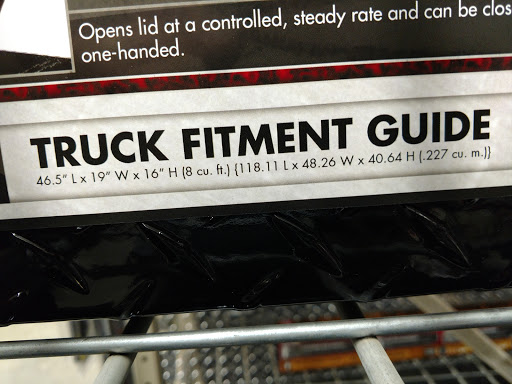 Opens lid at a controlled, steady rate and can be
one-handed.
TRUCK FITMENT GUIDE
46.5" L x 19" W x 16" H (8 cu. ft.) {118.11 L x 48.26 W x 40.64 H (.227 cu. m.)}